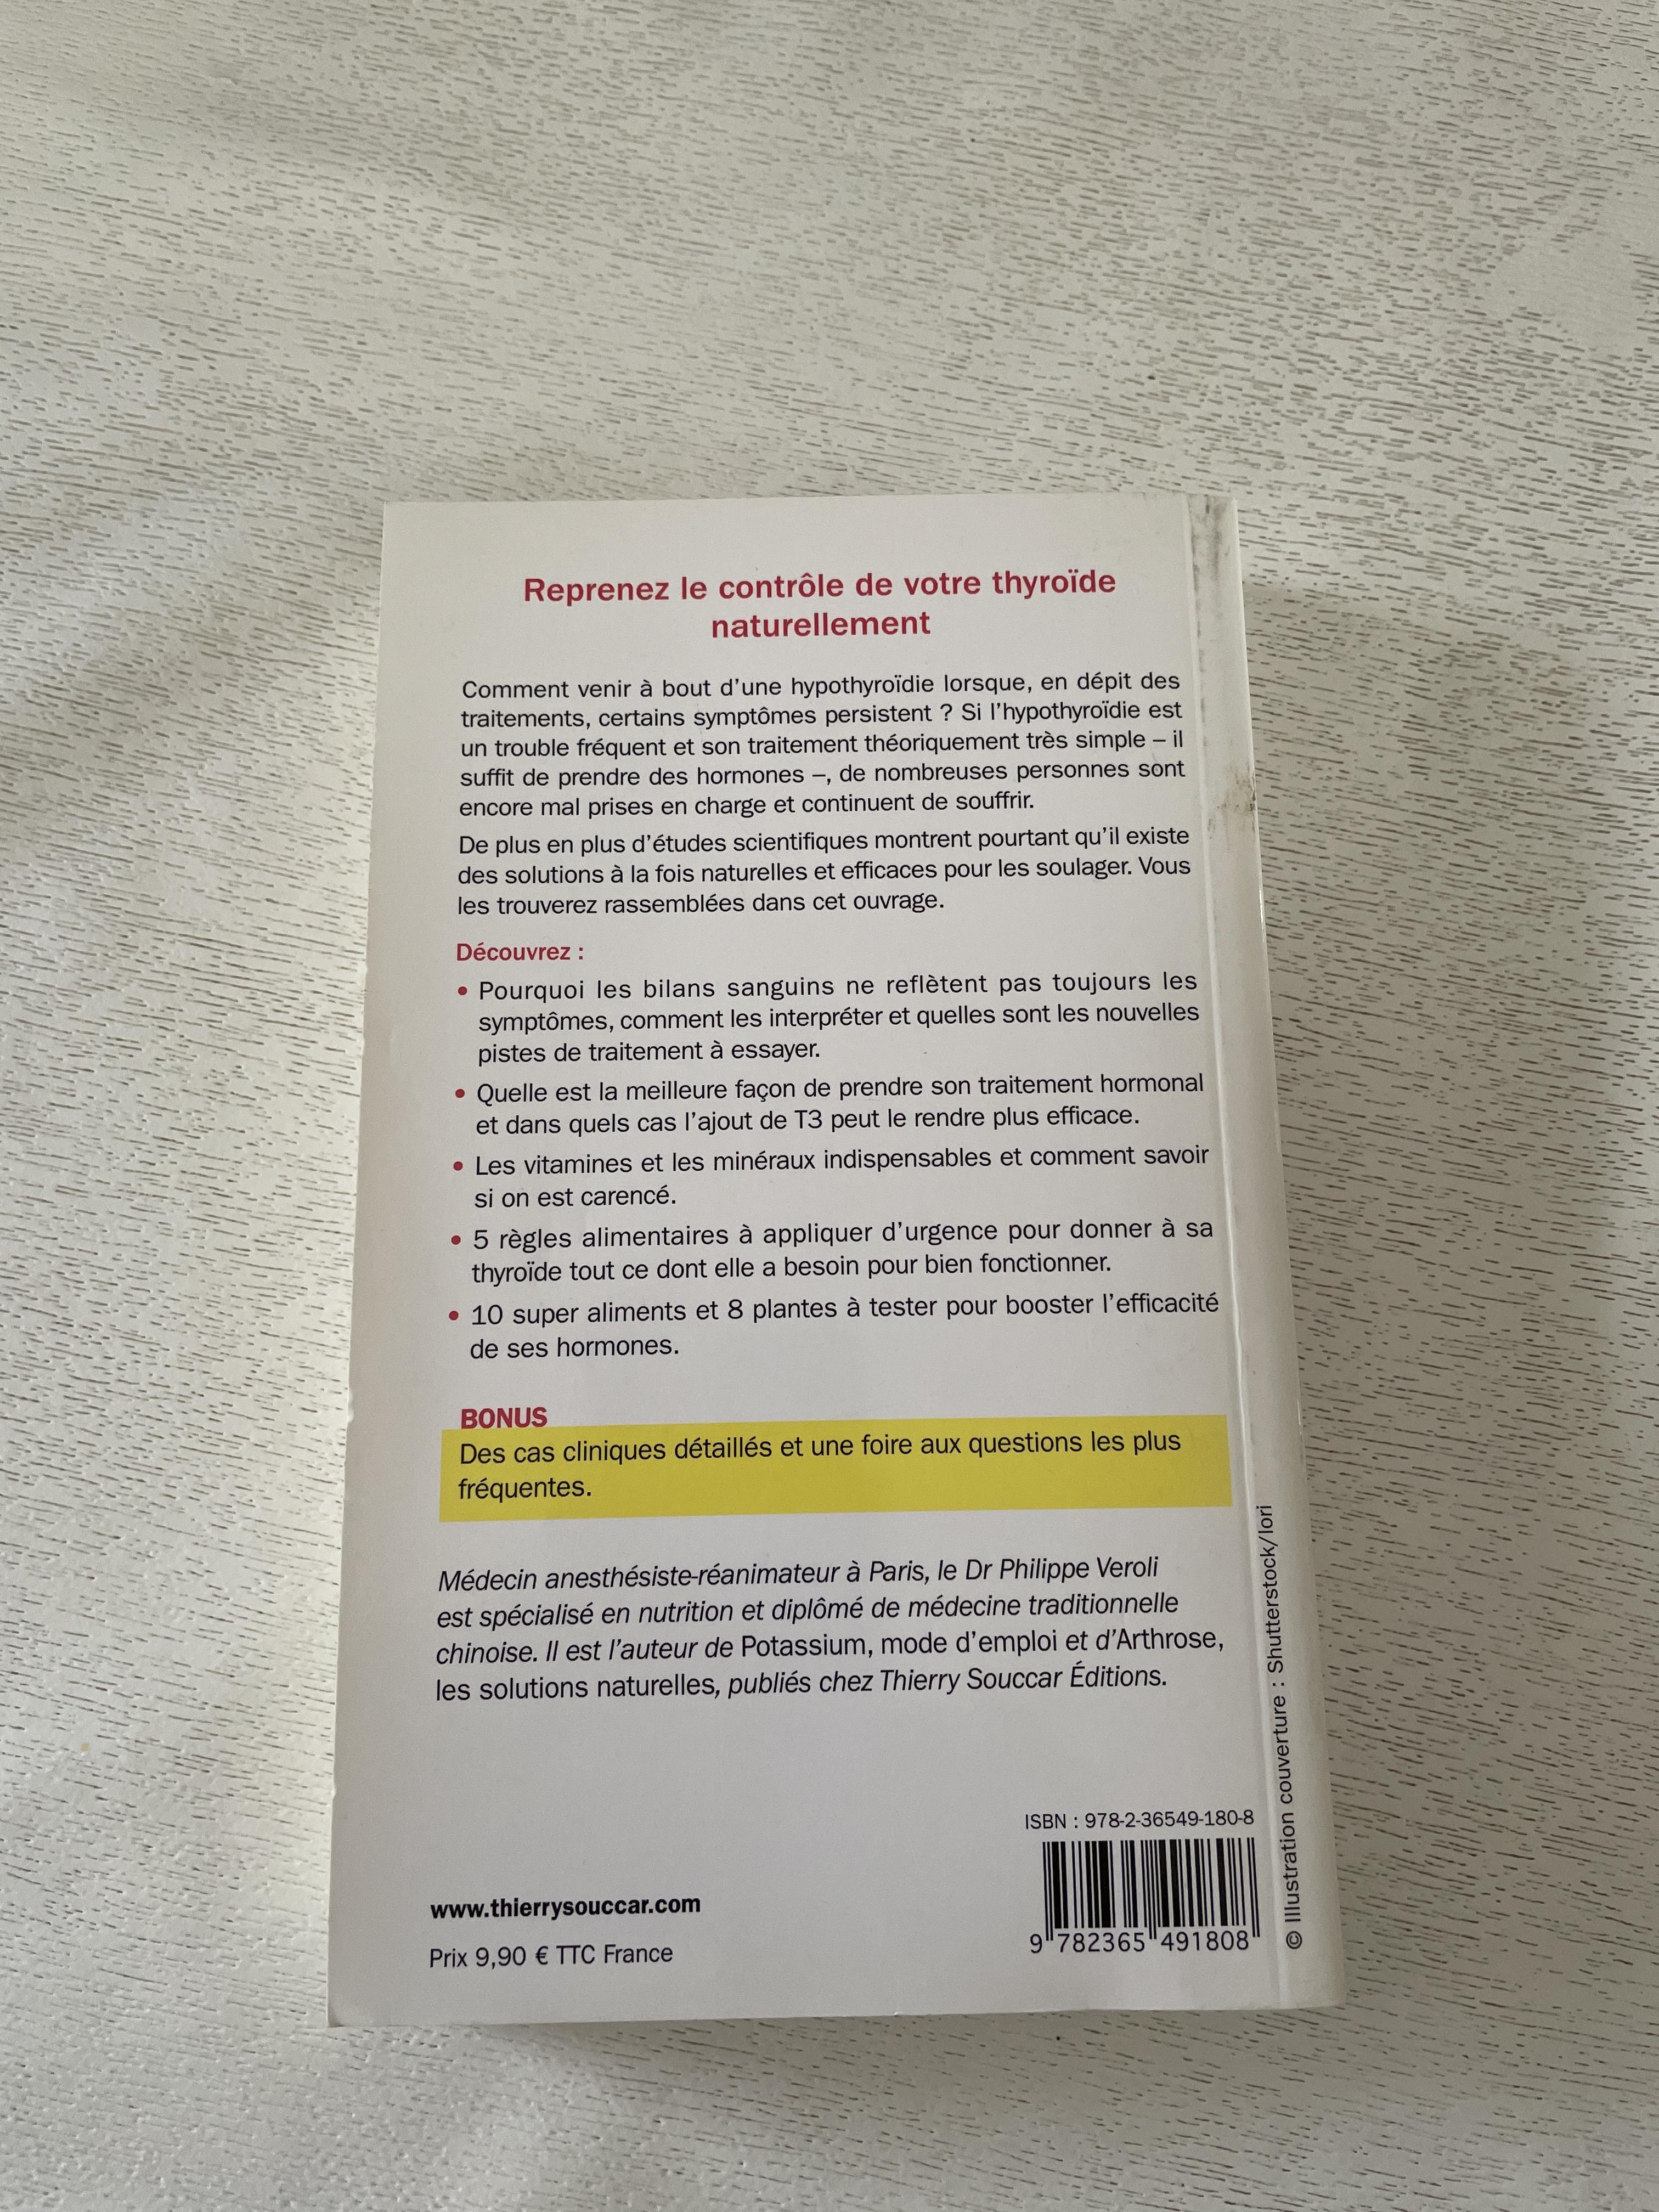 Reprenez le contrôle de votre thyroïde
naturellement
Comment venir à bout d'une hypothyroïdie lorsque, en dépit des
traitements, certains symptômes persistent ? Si l'hypothyroïdie est
un trouble fréquent et son traitement théoriquement très simple – il
suffit de prendre des hormones –, de nombreuses personnes sont
encore mal prises en charge et continuent de souffrir.
De plus en plus d'études scientifiques montrent pourtant qu'il existe
des solutions à la fois naturelles et efficaces pour les soulager. Vous
les trouverez rassemblées dans cet ouvrage.
Découvrez :
• Pourquoi les bilans sanguins ne reflètent pas toujours les
symptômes, comment les interpréter et quelles sont les nouvelles
pistes de traitement à essayer.
• Quelle est la meilleure façon de prendre son traitement hormonal
et dans quels cas l'ajout de T3 peut le rendre plus efficace.
• Les vitamines et les minéraux indispensables et comment savoir
si on est carencé.
• 5 règles alimentaires à appliquer d'urgence pour donner à sa
thyroïde tout ce dont elle a besoin pour bien fonctionner.
• 10 super aliments et 8 plantes à tester pour booster l'efficacité
de ses hormones.
BONUS
Des cas cliniques détaillés et une foire aux questions les plus
fréquentes.
Médecin anesthésiste-réanimateur à Paris, le Dr Philippe Veroli
est spécialisé en nutrition et diplômé de médecine traditionnelle
chinoise. Il est l'auteur de Potassium, mode d'emploi et d'Arthrose,
les solutions naturelles, publiés chez Thierry Souccar Éditions.
www.thierrysouccar.com
Prix 9,90 € TTC France
ISBN : 978-2-36549-180-8
9 782365 491808
© Illustration couverture : Shutterstock/lori